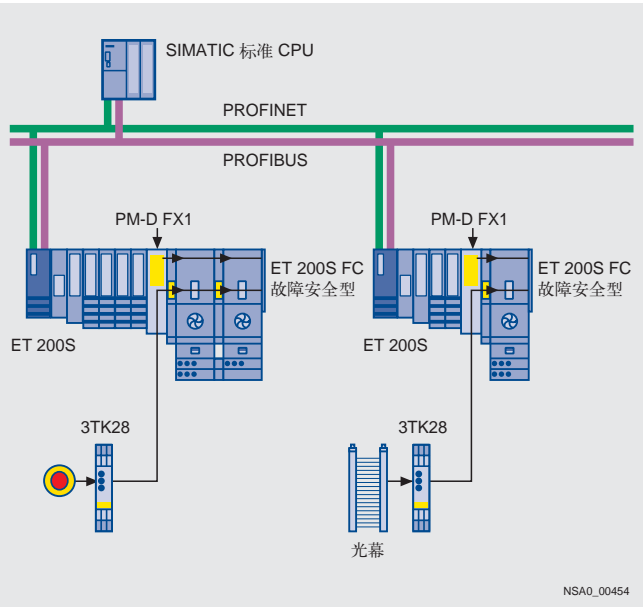 SIMATIC 标准 CPU
PROFINET
PROFIBUS
PM-D FX1
PM-D FX1
ET 200S FC
故障安全型
ET 200S FC
故障安全型
ET 200S
ET 200S
3TK28
3TK28
光幕
NSA0_00454